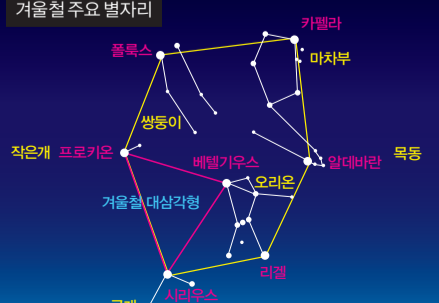 겨울철 주요 별자리
카펠라
폴룩스
마차부
쌍둥이
작은개 프로키온
베텔기우스
알데바란
목동
오리온
겨울철 대삼각형
리겔
시리우스